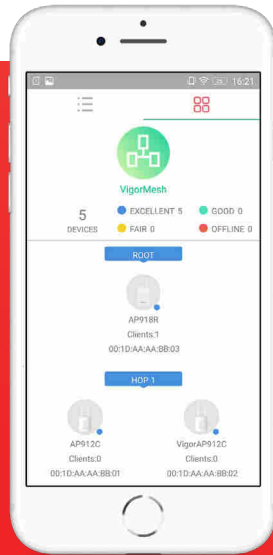 16:21
VigorMesh
5
DEVICES
EXCELLENT 5
GOOD 0
FAIR 0
OFFLINE 0
ROOT
AP918R
Clients:1
00:1D:AA:AA:BB:03
HOP 1
AP912C
Clients:0
00:1D:AA:AA:BB:01
VigorAP912C
Clients:0
00:1D:AA:AA:BB:02